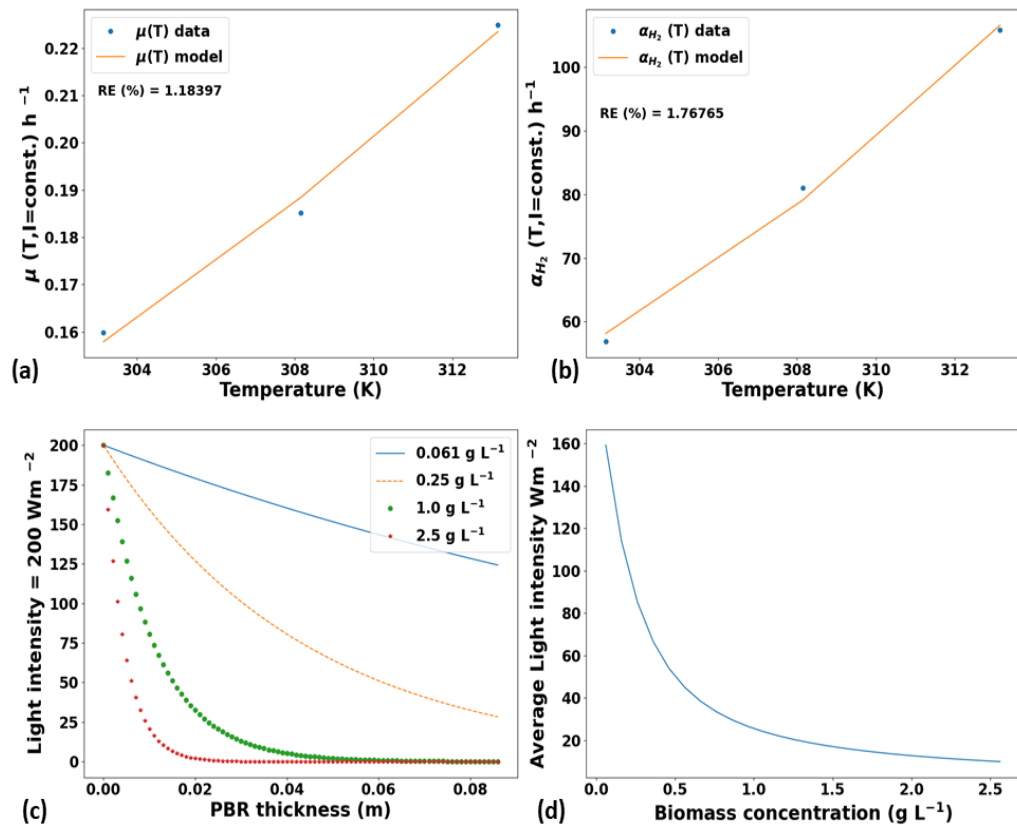 μ(T) data
μ(T) model
RE (%) = 1.18397
0.22
0.21
0.20
0.19
0.18
0.17
0.16
μ (T,I=const.) h ⁻¹
304 306 308 310 312
Temperature (K)
(a)
α_H₂ (T) data
α_H₂ (T) model
RE (%) = 1.76765
100
90
80
70
60
α_H₂ (T,I=const.) h⁻¹
304 306 308 310 312
Temperature (K)
(b)
0.061 g L⁻¹
0.25 g L⁻¹
1.0 g L⁻¹
2.5 g L⁻¹
200
175
150
125
100
75
50
25
0
Light intensity = 200 Wm ⁻²
0.00 0.02 0.04 0.06 0.08
PBR thickness (m)
(c)
160
140
120
100
80
60
40
20
Average Light intensity Wm⁻²
0.0 0.5 1.0 1.5 2.0 2.5
Biomass concentration (g L⁻¹)
(d)